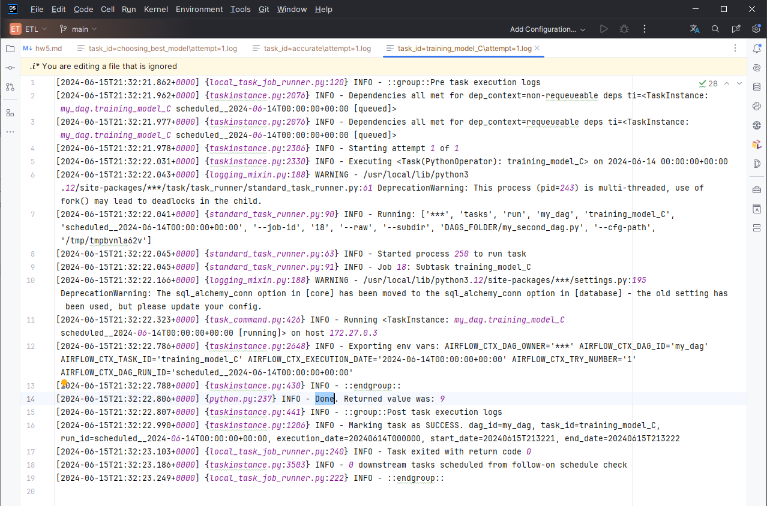 File Edit Code Cell Run Kernel Environment Tools Git Window Help
ET ETL main Add Configuration...
hw5.md task_id=choosing_best_model\attempt=1.log task_id=accurate\attempt=1.log task_id=training_model_C\attempt=1.log
.i* You are editing a file that is ignored
28
1 [2024-06-15T21:32:21.862+0000] {local_task_job_runner.py:120} INFO - ::group::Pre task execution logs
2 [2024-06-15T21:32:21.962+0000] {taskinstance.py:2076} INFO - Dependencies all met for dep_context=non-requeueable deps ti=<TaskInstance:
my_dag.training_model_C scheduled__2024-06-14T00:00:00+00:00 [queued]>
3 [2024-06-15T21:32:21.977+0000] {taskinstance.py:2076} INFO - Dependencies all met for dep_context=requeueable deps ti=<TaskInstance:
my_dag.training_model_C scheduled__2024-06-14T00:00:00+00:00 [queued]>
4 [2024-06-15T21:32:21.978+0000] {taskinstance.py:2306} INFO - Starting attempt 1 of 1
5 [2024-06-15T21:32:22.031+0000] {taskinstance.py:2330} INFO - Executing <Task(PythonOperator): training_model_C> on 2024-06-14 00:00:00+00:00
6 [2024-06-15T21:32:22.043+0000] {logging_mixin.py:188} WARNING - /usr/local/lib/python3
.12/site-packages/***/task/task_runner/standard_task_runner.py:61 DeprecationWarning: This process (pid=243) is multi-threaded, use of
fork() may lead to deadlocks in the child.
7 [2024-06-15T21:32:22.041+0000] {standard_task_runner.py:90} INFO - Running: ['***', 'tasks', 'run', 'my_dag', 'training_model_C',
'scheduled__2024-06-14T00:00:00+00:00', '--job-id', '18', '--raw', '--subdir', 'DAGS_FOLDER/my_second_dag.py', '--cfg-path',
'/tmp/tmpbvnla62v']
8 [2024-06-15T21:32:22.045+0000] {standard_task_runner.py:63} INFO - Started process 250 to run task
9 [2024-06-15T21:32:22.045+0000] {standard_task_runner.py:91} INFO - Job 18: Subtask training_model_C
10 [2024-06-15T21:32:22.166+0000] {logging_mixin.py:188} WARNING - /usr/local/lib/python3.12/site-packages/***/settings.py:195
DeprecationWarning: The sql_alchemy_conn option in [core] has been moved to the sql_alchemy_conn option in [database] - the old setting has
been used, but please update your config.
11 [2024-06-15T21:32:22.323+0000] {task_command.py:426} INFO - Running <TaskInstance: my_dag.training_model_C
scheduled__2024-06-14T00:00:00+00:00 [running]> on host 172.27.0.3
12 [2024-06-15T21:32:22.786+0000] {taskinstance.py:2648} INFO - Exporting env vars: AIRFLOW_CTX_DAG_OWNER='***' AIRFLOW_CTX_DAG_ID='my_dag'
AIRFLOW_CTX_TASK_ID='training_model_C' AIRFLOW_CTX_EXECUTION_DATE='2024-06-14T00:00:00+00:00' AIRFLOW_CTX_TRY_NUMBER='1'
AIRFLOW_CTX_DAG_RUN_ID='scheduled__2024-06-14T00:00:00+00:00'
13 [2024-06-15T21:32:22.788+0000] {taskinstance.py:430} INFO - ::endgroup::
14 [2024-06-15T21:32:22.806+0000] {python.py:237} INFO - Done. Returned value was: 9
15 [2024-06-15T21:32:22.807+0000] {taskinstance.py:441} INFO - ::group::Post task execution logs
16 [2024-06-15T21:32:22.990+0000] {taskinstance.py:1206} INFO - Marking task as SUCCESS. dag_id=my_dag, task_id=training_model_C,
run_id=scheduled__2024-06-14T00:00:00+00:00, execution_date=20240614T000000, start_date=20240615T213221, end_date=20240615T213222
17 [2024-06-15T21:32:23.103+0000] {local_task_job_runner.py:240} INFO - Task exited with return code 0
18 [2024-06-15T21:32:23.186+0000] {taskinstance.py:3503} INFO - 0 downstream tasks scheduled from follow-on schedule check
19 [2024-06-15T21:32:23.249+0000] {local_task_job_runner.py:222} INFO - ::endgroup::
20